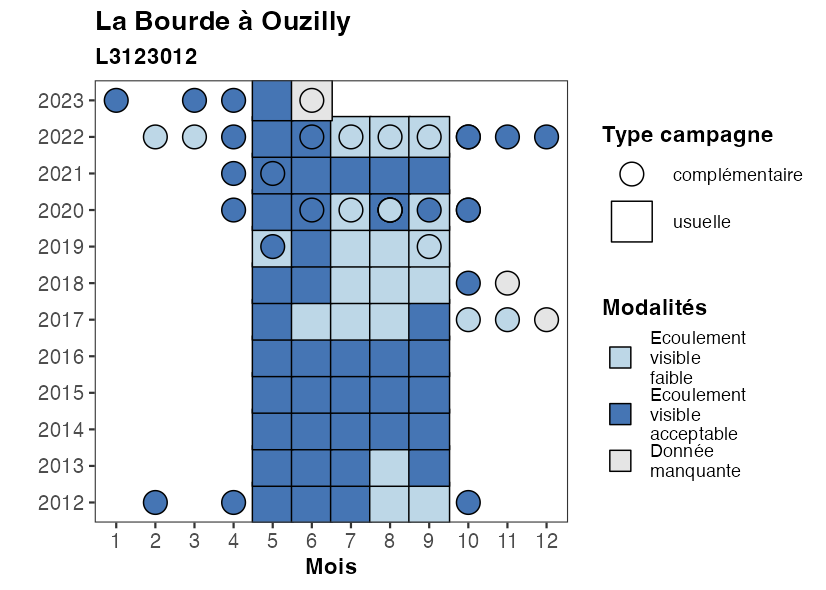 La Bourde à Ouzilly
L3123012
2023
2022
2021
2020
2019
2018
2017
2016
2015
2014
2013
2012
1 2 3 4 5 6 7 8 9 10 11 12
Mois
Type campagne
complémentaire
usuelle
Modalités
Ecoulement
visible
faible
Ecoulement
visible
acceptable
Donnée
manquante